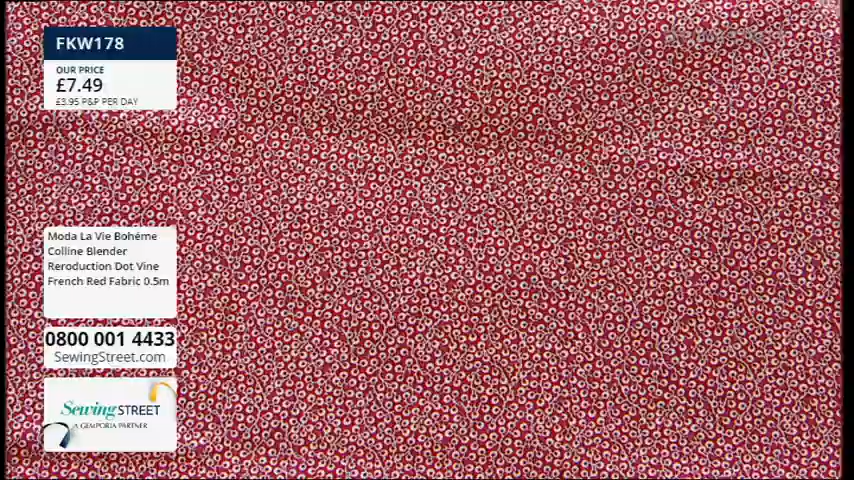 FKW178
OUR PRICE
£7.49
£3.95 P&P PER DAY
Moda La Vie Bohéme
Colline Blender
Reroduction Dot Vine
French Red Fabric 0.5m
0800 001 4433
SewingStreet.com
Sewing STREET
A GEMPORIA PARTNER